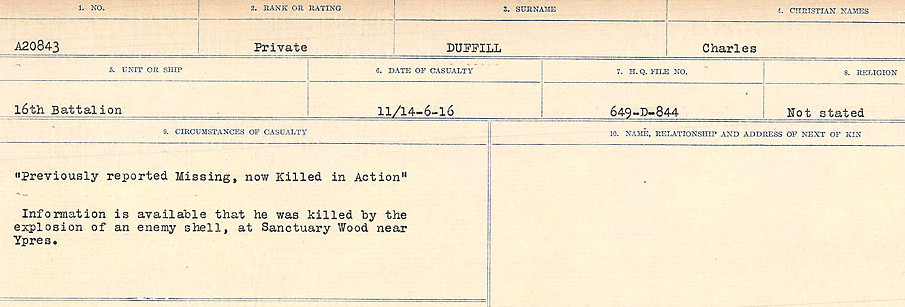 1. NO. 2. RANK OR RATING 3. SURNAME 4. CHRISTIAN NAMES
A20843 Private DUFFILL Charles
5. UNIT OR SHIP 6. DATE OF CASUALTY 7. H. Q. FILE NO. 8. RELIGION
16th Battalion 11/14-6-16 649-D-844 Not stated
9. CIRCUMSTANCES OF CASUALTY 10. NAME, RELATIONSHIP AND ADDRESS OF NEXT OF KIN
"Previously reported Missing, now Killed in Action"
Information is available that he was killed by the
explosion of an enemy shell, at Sanctuary Wood near
Ypres.